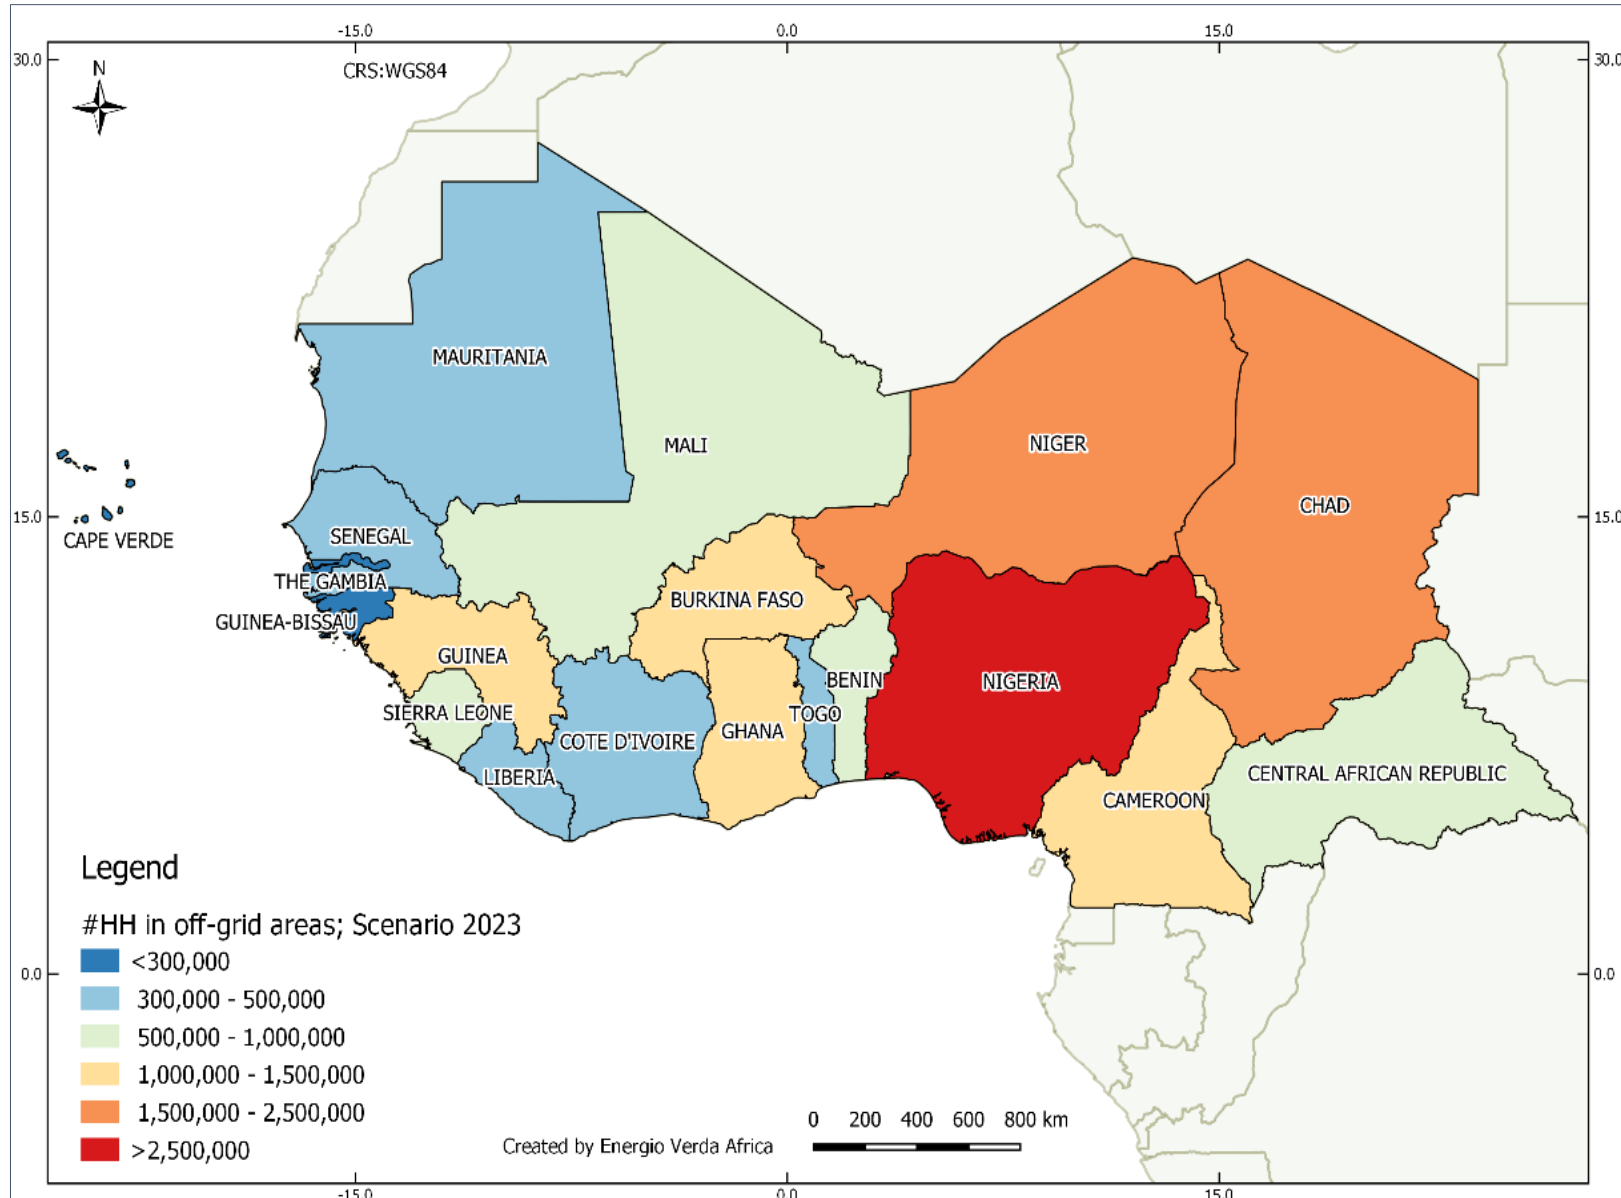 -15.0
0.0
15.0
30.0
30.0
N
CRS:WGS84
MAURITANIA
MALI
NIGER
CHAD
15.0
15.0
CAPE VERDE
SENEGAL
THE GAMBIA
BURKINA FASO
GUINEA-BISSAU
GUINEA
BENIN
NIGERIA
SIERRA LEONE
TOGO
GHANA
COTE D'IVOIRE
LIBERIA
CENTRAL AFRICAN REPUBLIC
CAMEROON
Legend
#HH in off-grid areas; Scenario 2023
<300,000
300,000 - 500,000
500,000 - 1,000,000
1,000,000 - 1,500,000
1,500,000 - 2,500,000
>2,500,000
0.0
0.0
0 200 400 600 800 km
Created by Energio Verda Africa
-15.0
0.0
15.0